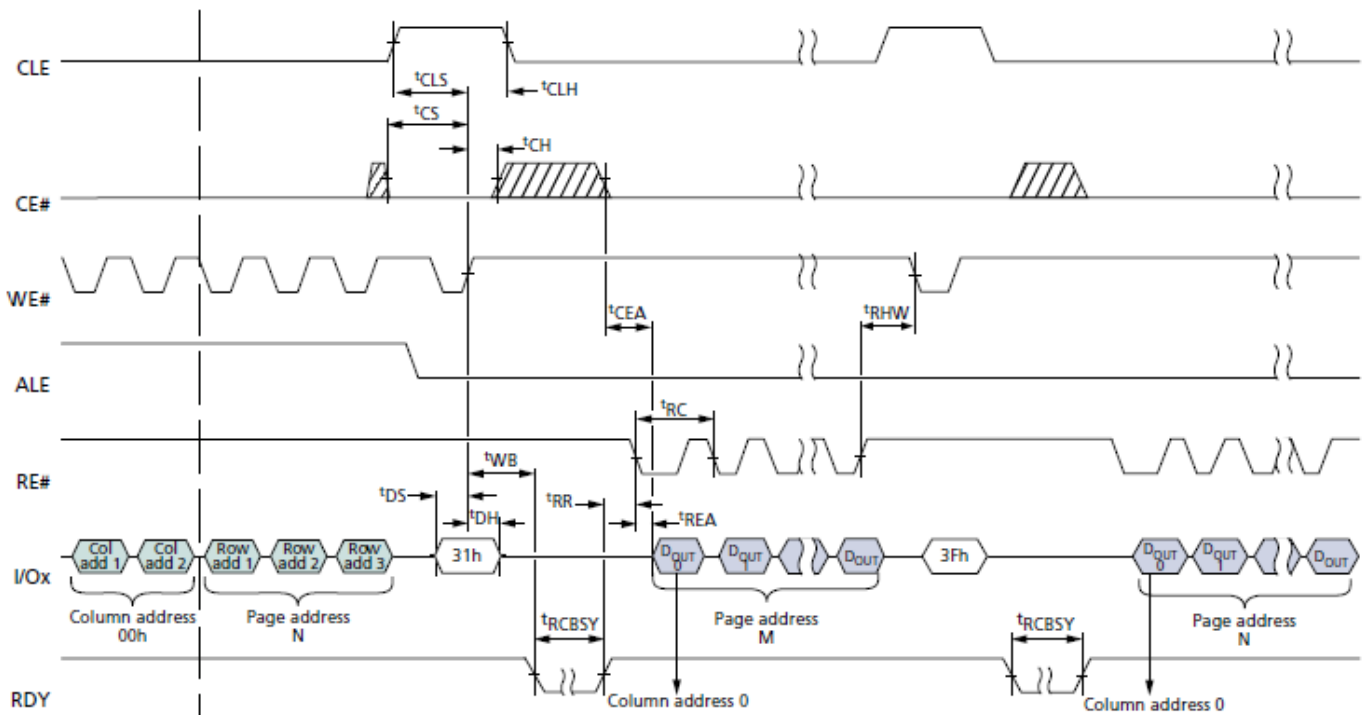 CLE
tCLS
tCLH
tCS
tCH
CE#
WE#
tCEA
tRHW
ALE
tRC
RE#
tWB
tDS
tRR
tDH
tREA
I/Ox
Col add 1
Col add 2
Row add 1
Row add 2
Row add 3
31h
DOUT 0
DOUT 1
DOUT
3Fh
DOUT 0
DOUT 1
DOUT
Column address
00h
Page address
N
Page address
M
Page address
N
tRCBSY
tRCBSY
RDY
Column address 0
Column address 0